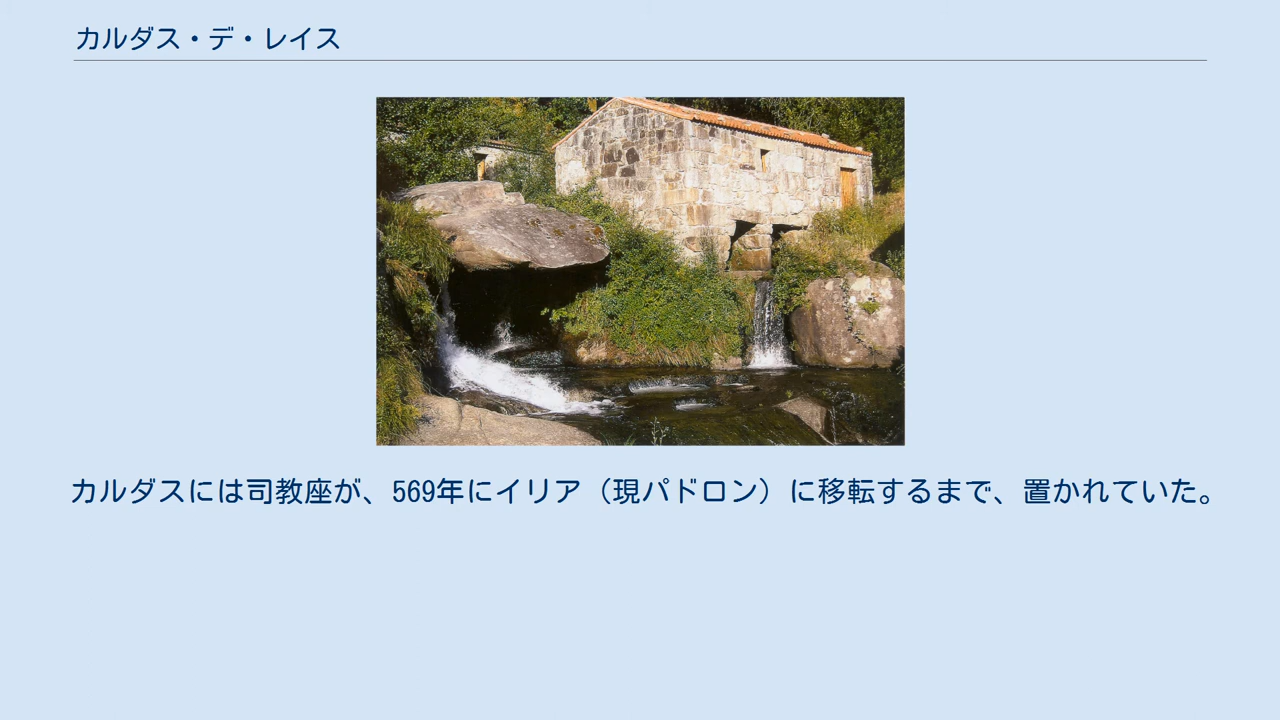 カルダス・デ・レイス
カルダスには司教座が、569年にイリア（現パドロン）に移転するまで、置かれていた。